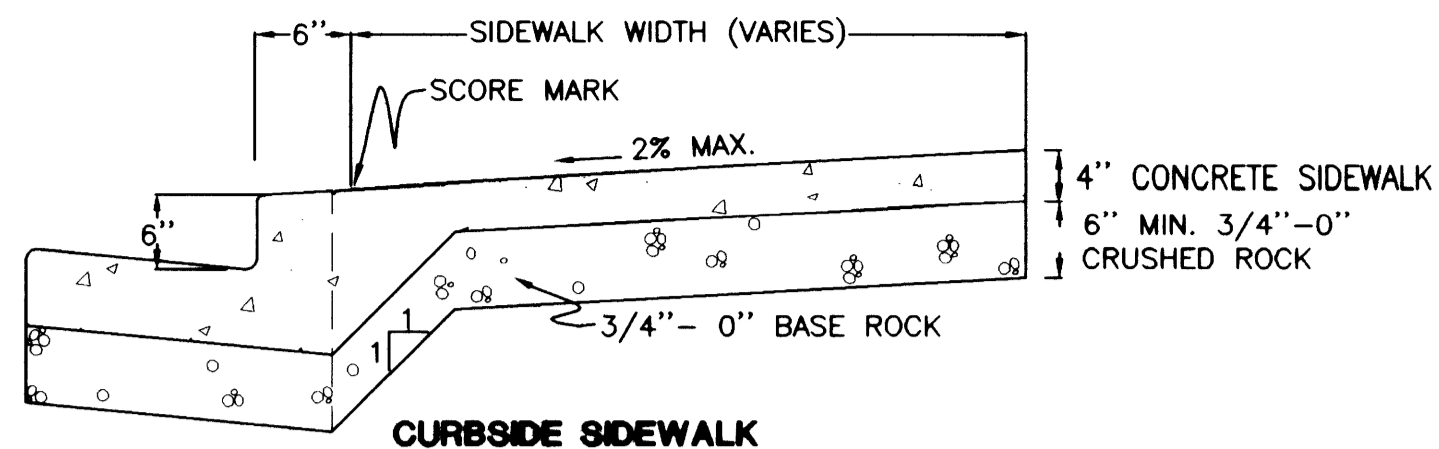 6" SIDEWALK WIDTH (VARIES)
SCORE MARK
2% MAX.
4" CONCRETE SIDEWALK
6"
6" MIN. 3/4"-0"
CRUSHED ROCK
1
1
3/4"- 0" BASE ROCK
CURBSIDE SIDEWALK